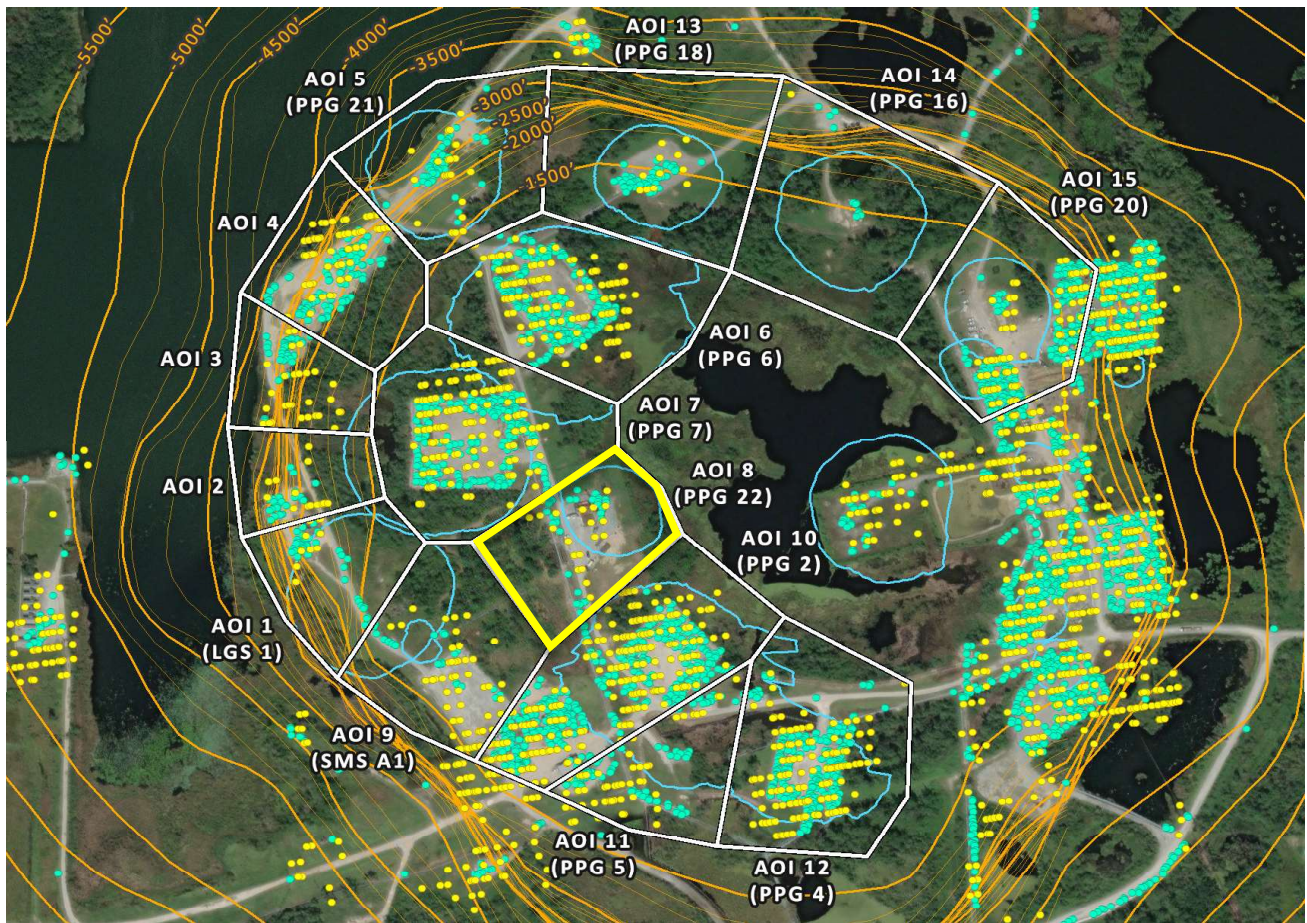 -5500'
-5000'
-4500'
-4000'
-3500'
-3000'
-2500'
-2000'
-1500'
AOI 13
(PPG 18)
AOI 5
(PPG 21)
AOI 14
(PPG 16)
AOI 15
(PPG 20)
AOI 4
AOI 6
(PPG 6)
AOI 3
AOI 7
(PPG 7)
AOI 8
(PPG 22)
AOI 2
AOI 10
(PPG 2)
AOI 1
(LGS 1)
AOI 9
(SMS A1)
AOI 11
(PPG 5)
AOI 12
(PPG 4)